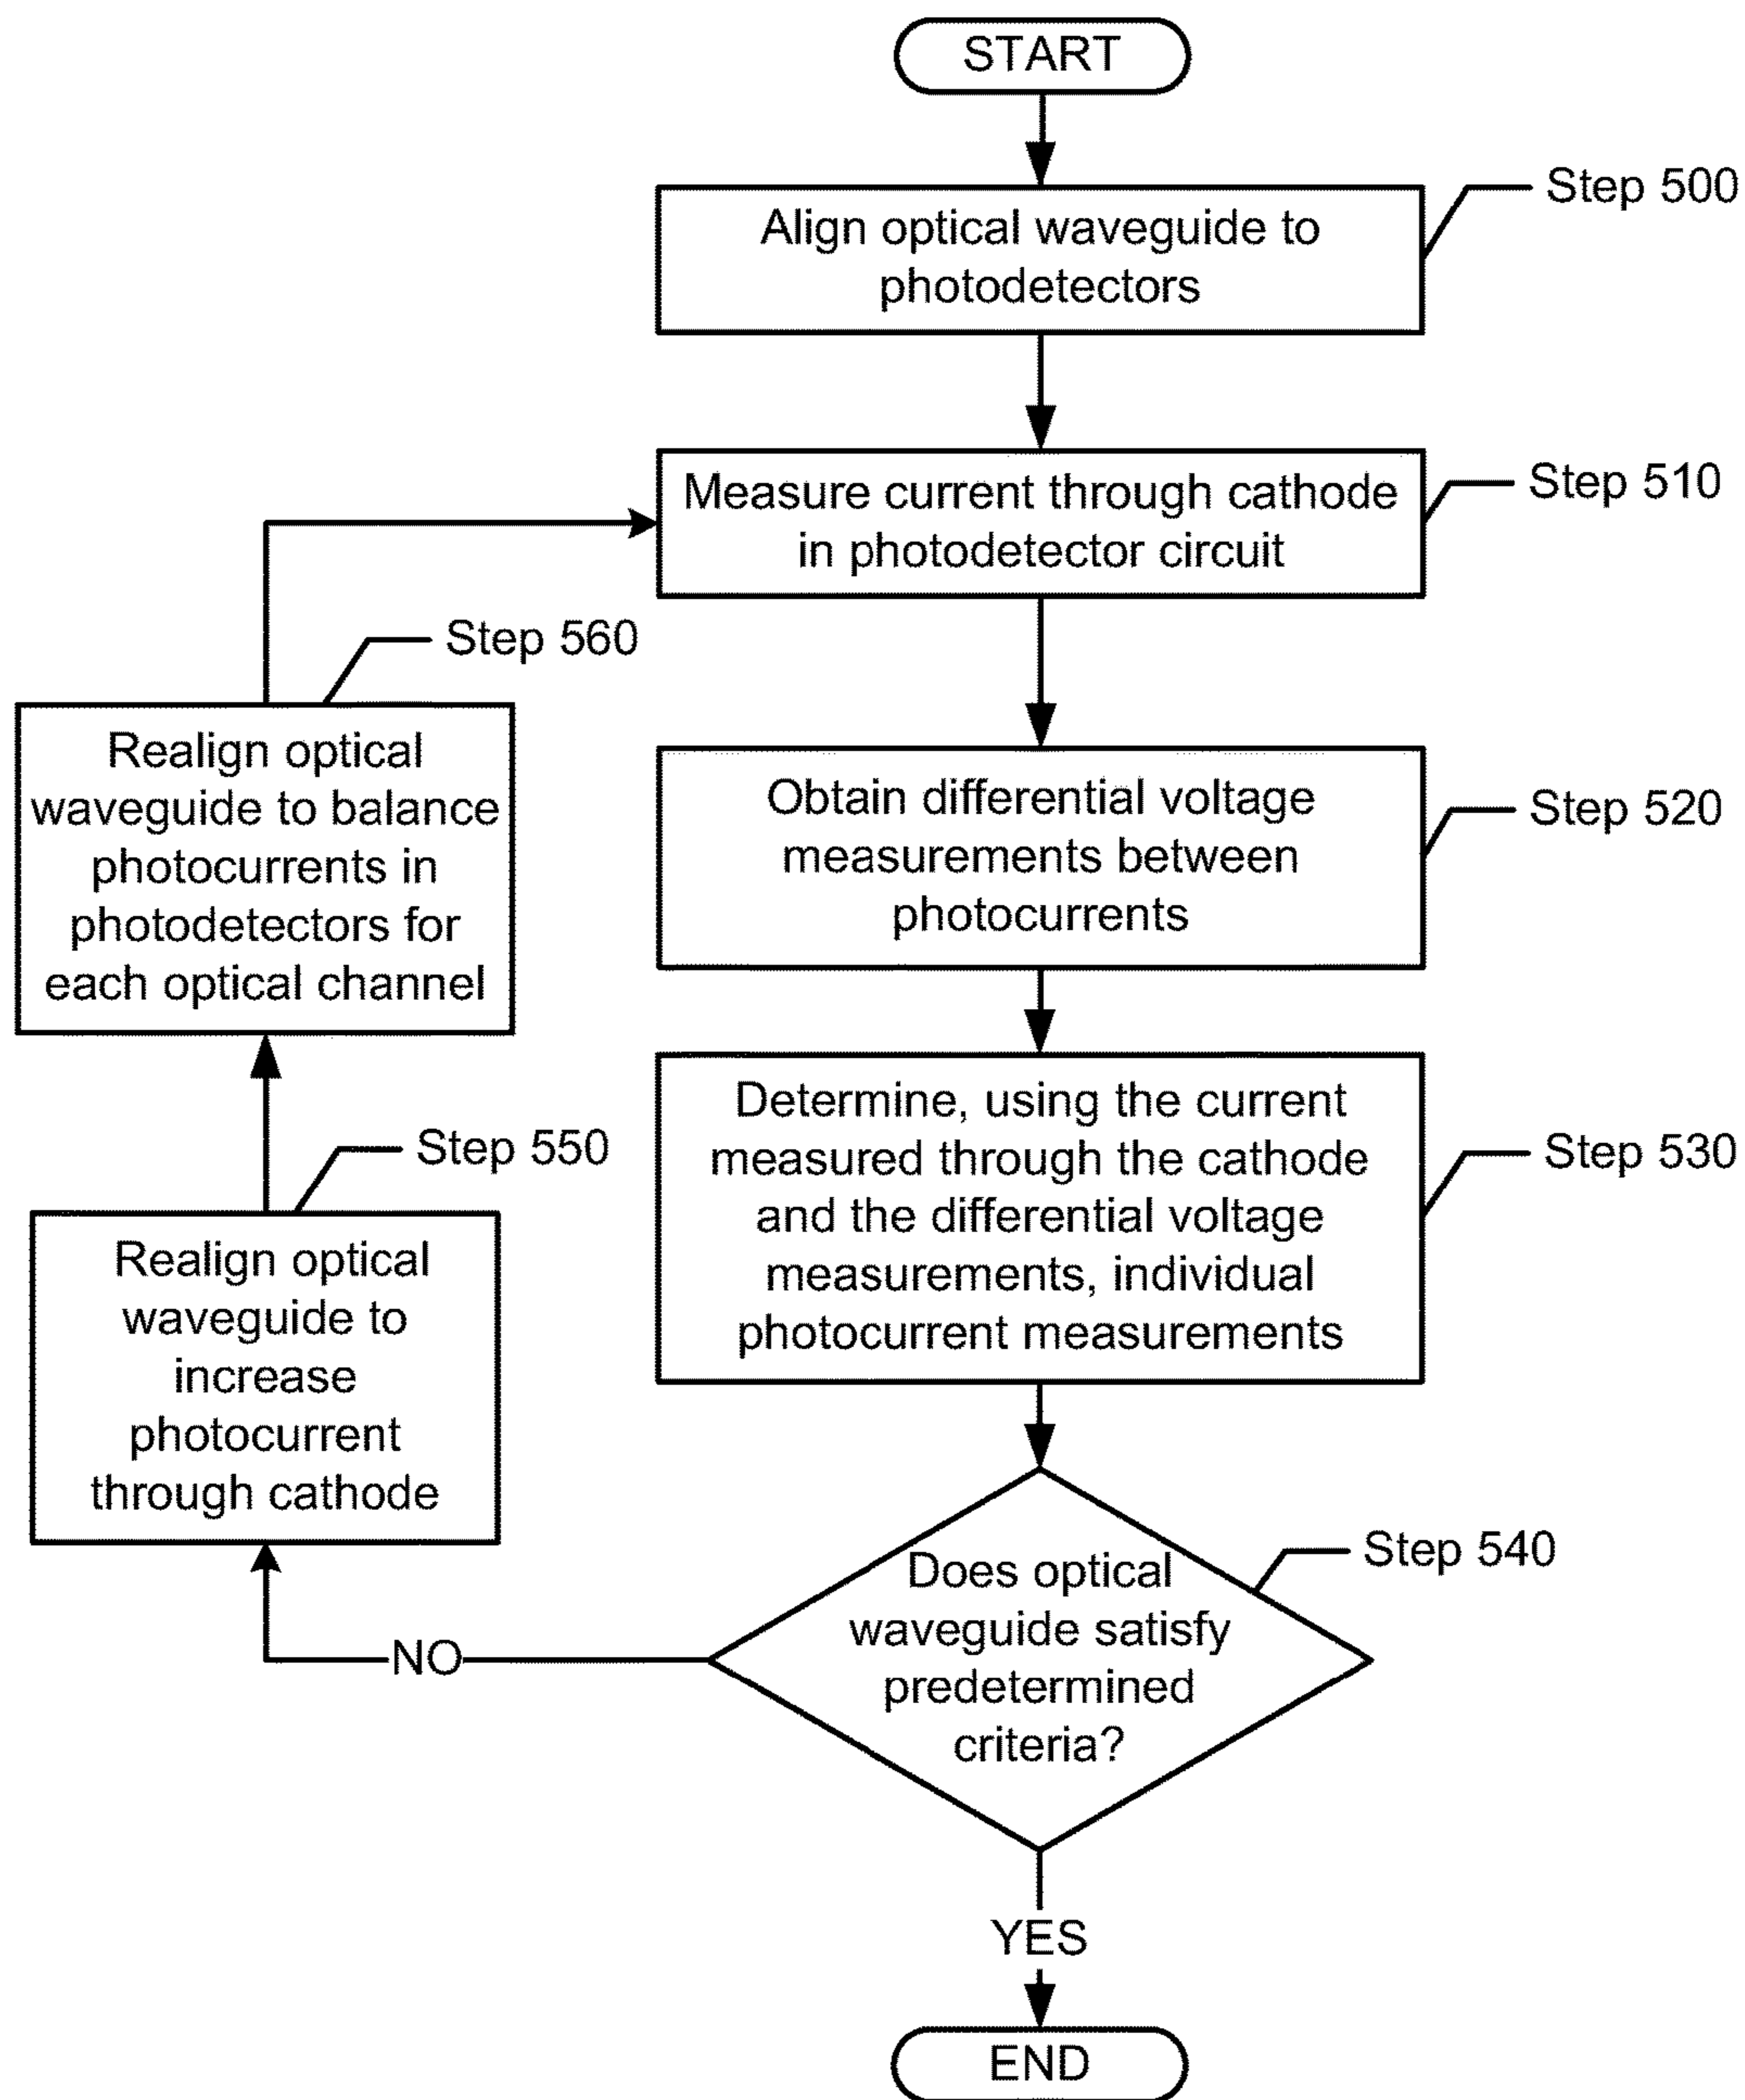 START
Step 500
Align optical waveguide to
photodetectors
Step 510
Measure current through cathode
in photodetector circuit
Step 520
Obtain differential voltage
measurements between
photocurrents
Step 530
Determine, using the current
measured through the cathode
and the differential voltage
measurements, individual
photocurrent measurements
Step 540
Does optical
waveguide satisfy
predetermined
criteria?
NO
Step 550
Realign optical
waveguide to
increase
photocurrent
through cathode
Step 560
Realign optical
waveguide to balance
photocurrents in
photodetectors for
each optical channel
YES
END